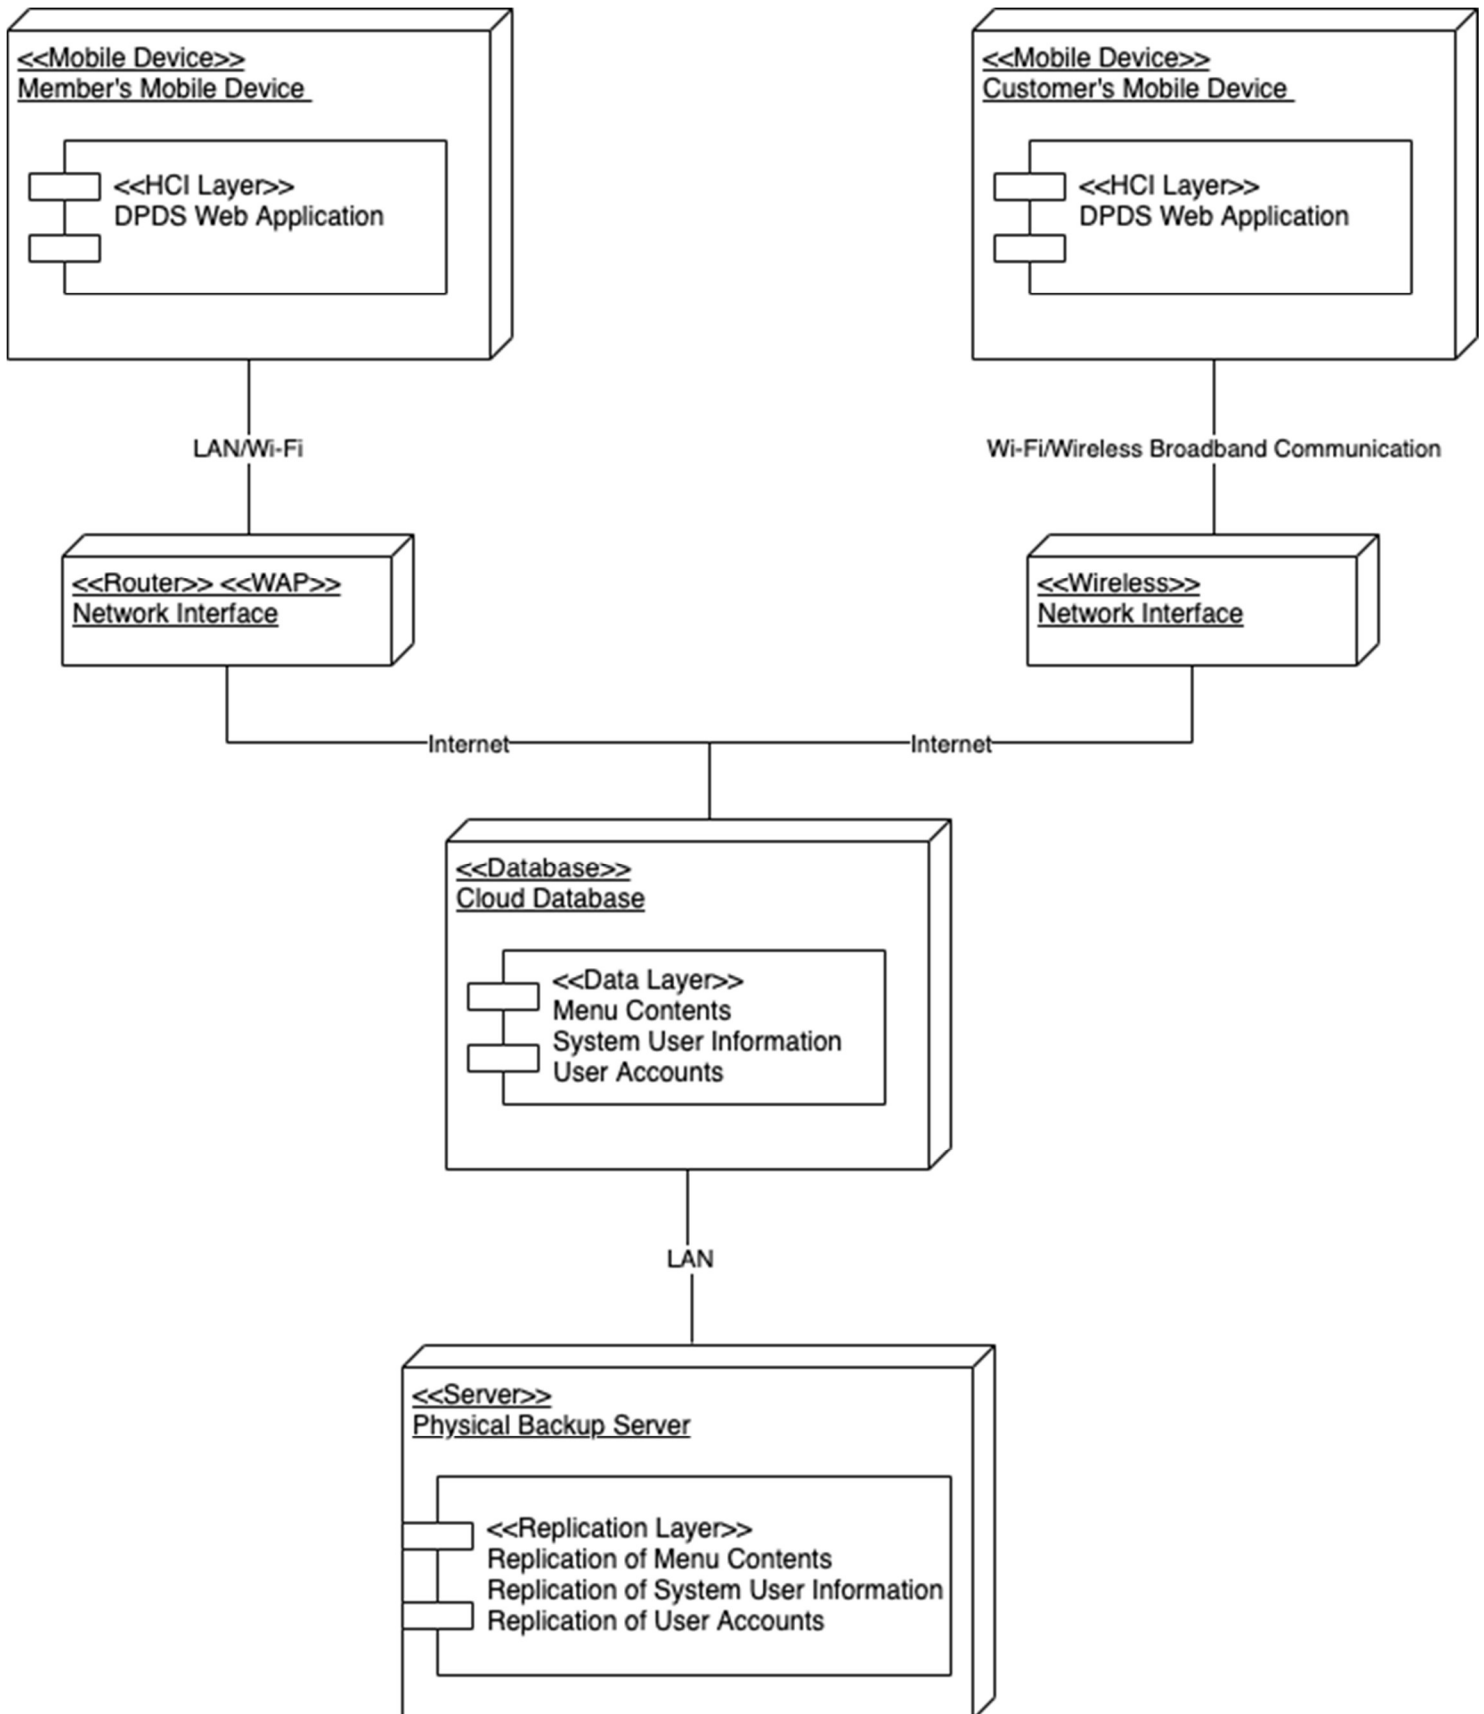 <<Mobile Device>>
Member's Mobile Device
<<HCI Layer>>
DPDS Web Application
<<Mobile Device>>
Customer's Mobile Device
<<HCI Layer>>
DPDS Web Application
LAN/Wi-Fi
Wi-Fi/Wireless Broadband Communication
<<Router>> <<WAP>>
Network Interface
<<Wireless>>
Network Interface
Internet
Internet
<<Database>>
Cloud Database
<<Data Layer>>
Menu Contents
System User Information
User Accounts
LAN
<<Server>>
Physical Backup Server
<<Replication Layer>>
Replication of Menu Contents
Replication of System User Information
Replication of User Accounts